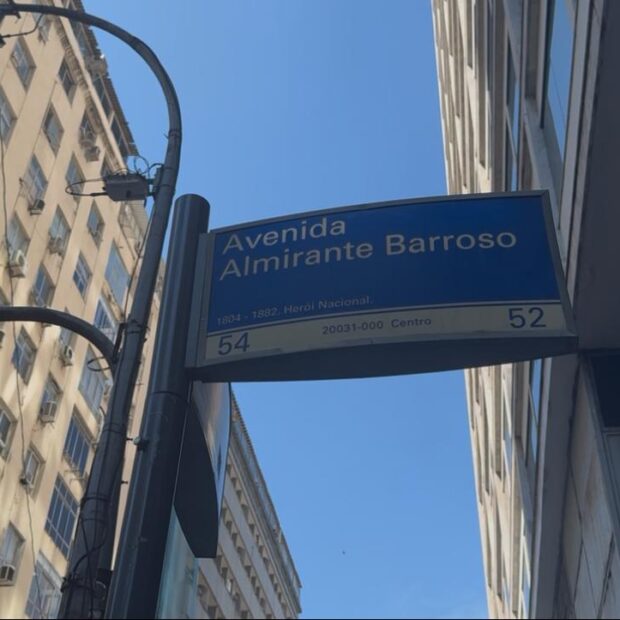 Avenida
Almirante Barroso
1804 - 1882. Herói Nacional.
20031-000 Centro
54
52